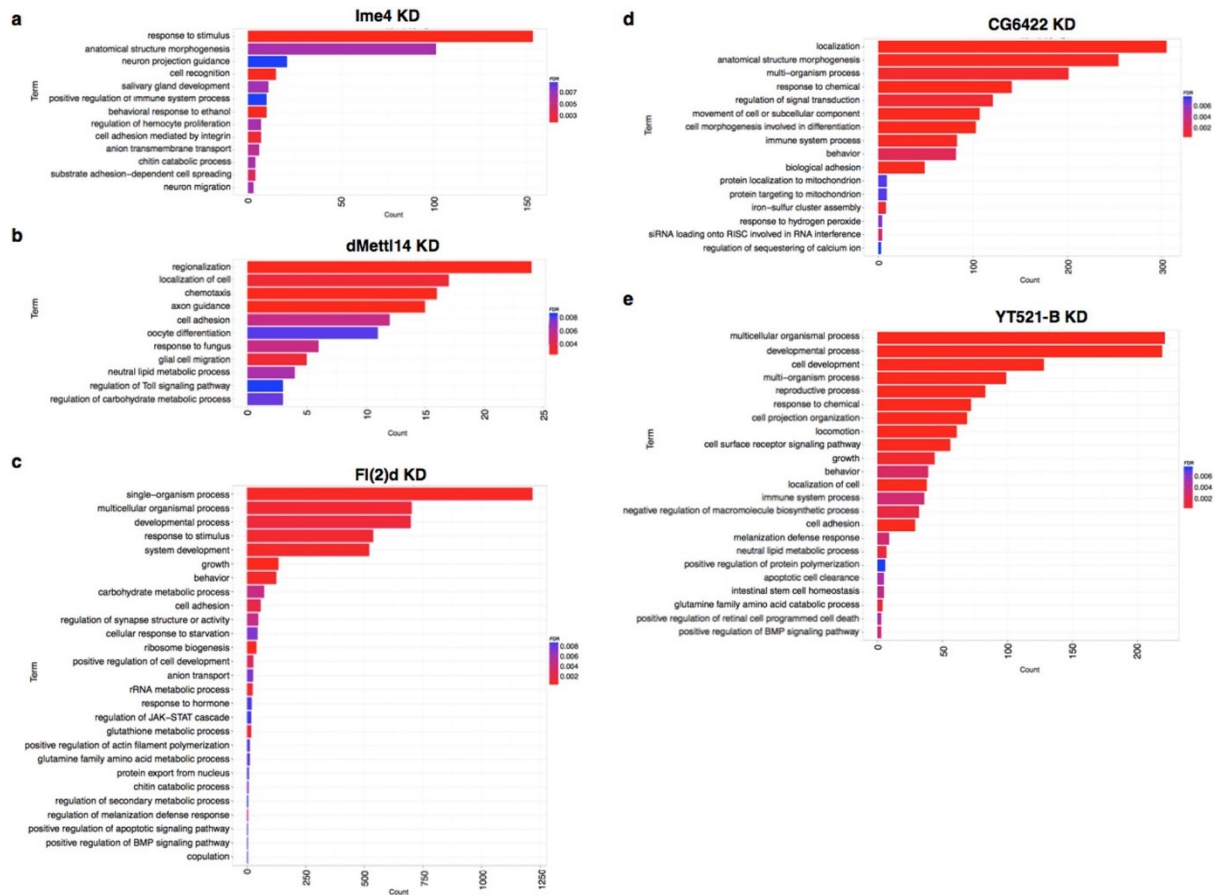 a
Ime4 KD
response to stimulus
anatomical structure morphogenesis
neuron projection guidance
cell recognition
salivary gland development
positive regulation of immune system process
behavioral response to ethanol
regulation of hemocyte proliferation
cell adhesion mediated by integrin
anion transmembrane transport
chitin catabolic process
substrate adhesion-dependent cell spreading
neuron migration
Term
0
50
100
150
Count
FDR
0.007
0.005
0.003
b
dMettl14 KD
regionalization
localization of cell
chemotaxis
axon guidance
cell adhesion
oocyte differentiation
response to fungus
glial cell migration
neutral lipid metabolic process
regulation of Toll signaling pathway
regulation of carbohydrate metabolic process
Term
0
5
10
15
20
25
Count
FDR
0.008
0.004
c
Fl(2)d KD
single-organism process
multicellular organismal process
developmental process
response to stimulus
system development
growth
behavior
carbohydrate metabolic process
cell adhesion
regulation of synapse structure or activity
cellular response to starvation
ribosome biogenesis
positive regulation of cell development
anion transport
rRNA metabolic process
response to hormone
regulation of JAK-STAT cascade
glutathione metabolic process
positive regulation of actin filament polymerization
glutamine family amino acid metabolic process
protein export from nucleus
chitin catabolic process
regulation of secondary metabolic process
regulation of melanization defense response
positive regulation of apoptotic signaling pathway
positive regulation of BMP signaling pathway
copulation
Term
0
250
500
750
1000
1250
Count
FDR
0.008
0.006
0.004
0.002
d
CG6422 KD
localization
anatomical structure morphogenesis
multi-organism process
response to chemical
regulation of signal transduction
movement of cell or subcellular component
cell morphogenesis involved in differentiation
immune system process
behavior
biological adhesion
protein localization to mitochondrion
protein targeting to mitochondrion
iron-sulfur cluster assembly
response to hydrogen peroxide
siRNA loading onto RISC involved in RNA interference
regulation of sequestering of calcium ion
Term
0
100
200
300
Count
FDR
0.006
0.004
0.002
e
YT521-B KD
multicellular organismal process
developmental process
cell development
multi-organism process
reproductive process
response to chemical
cell projection organization
locomotion
cell surface receptor signaling pathway
growth
behavior
localization of cell
immune system process
negative regulation of macromolecule biosynthetic process
cell adhesion
melanization defense response
neutral lipid metabolic process
positive regulation of protein polymerization
apoptotic cell clearance
intestinal stem cell homeostasis
glutamine family amino acid catabolic process
positive regulation of retinal cell programmed cell death
positive regulation of BMP signaling pathway
Term
0
50
100
150
200
Count
FDR
0.006
0.004
0.002